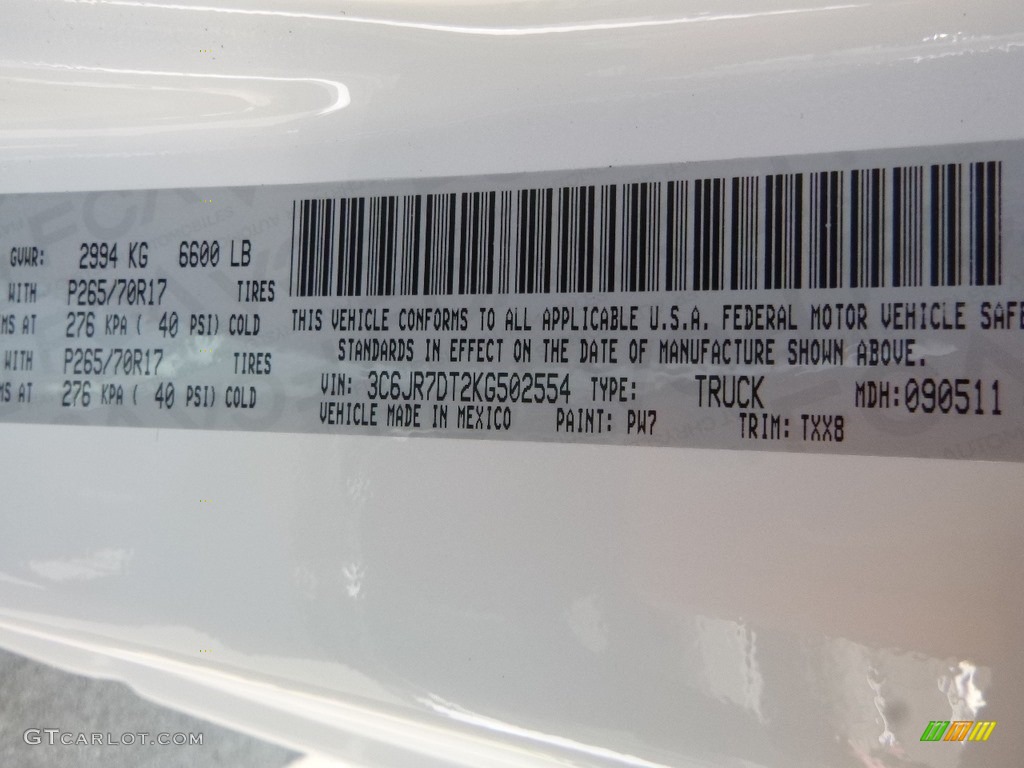 GVWR: 2994 KG 6600 LB
WITH P265/70R17 TIRES
MS AT 276 KPA ( 40 PSI) COLD
WITH P265/70R17 TIRES
MS AT 276 KPA ( 40 PSI) COLD
THIS VEHICLE CONFORMS TO ALL APPLICABLE U.S.A. FEDERAL MOTOR VEHICLE SAFE
STANDARDS IN EFFECT ON THE DATE OF MANUFACTURE SHOWN ABOVE.
VIN: 3C6JR7DT2KG502554 TYPE: TRUCK MDH: 090511
VEHICLE MADE IN MEXICO PAINT: PW7 TRIM: TXX8
GTCARLOT.COM